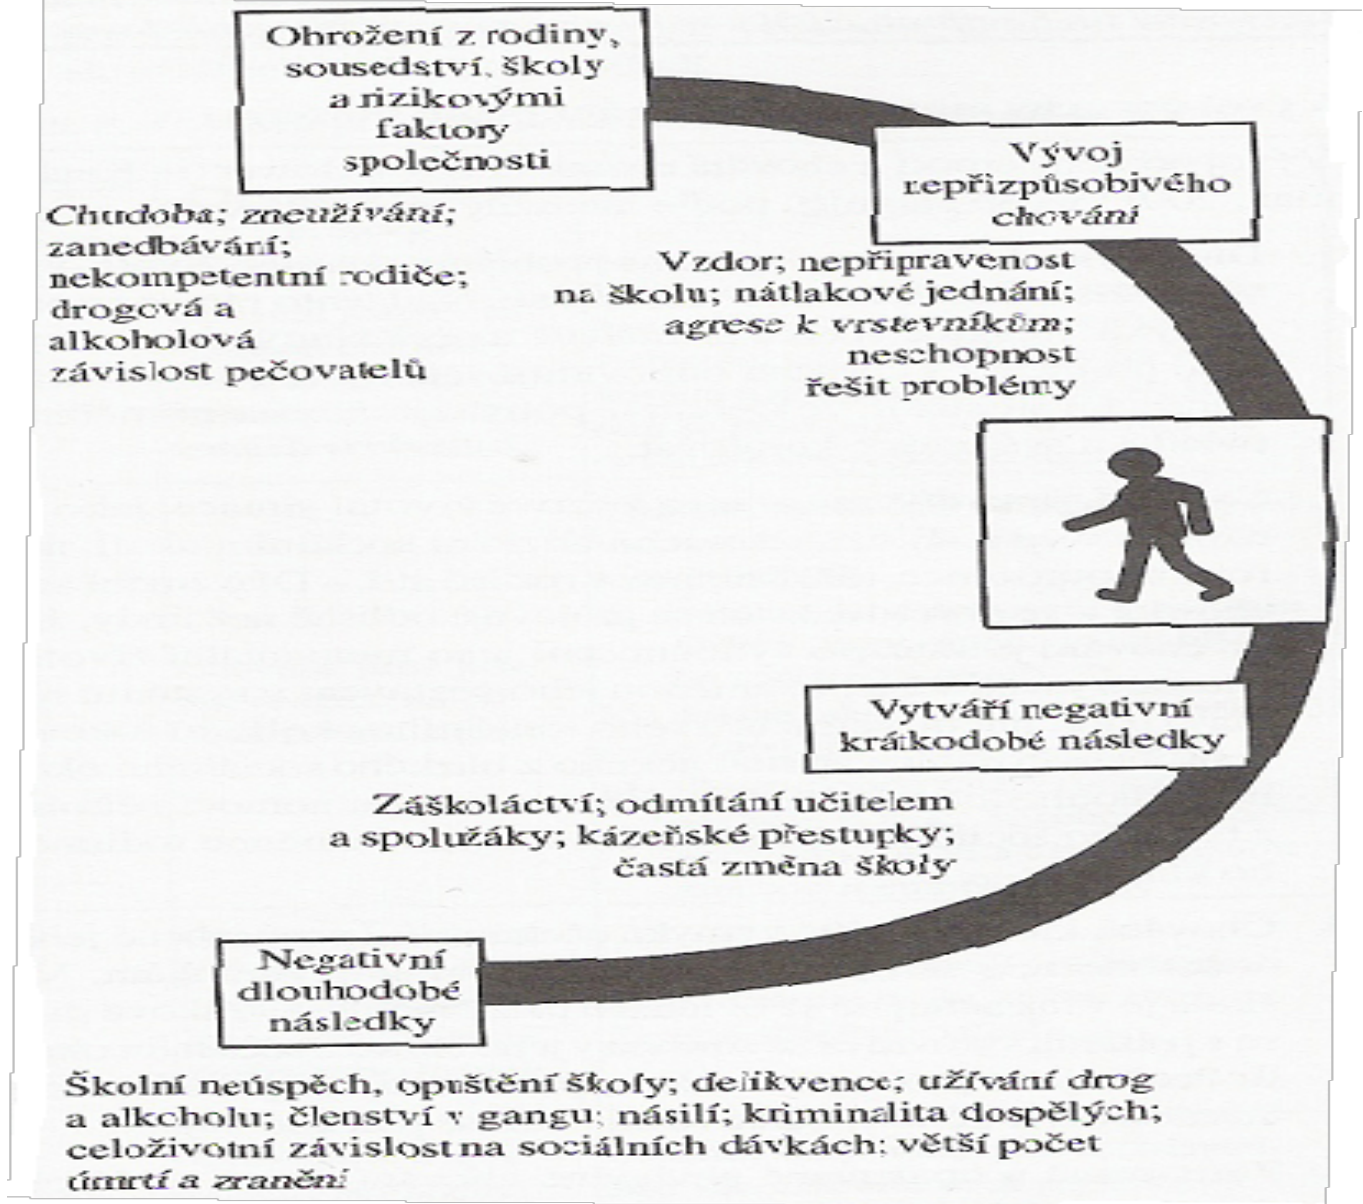 Ohrožení z rodiny,
sousedství, školy
a rizikovými
faktory
společnosti
Chudoba; zneužívání;
zanedbávání;
nekompetentní rodiče;
drogová a
alkoholová
závislost pečovatelů
Vývoj
nepřizpůsobivého
chování
Vzdor; nepřipravenost
na školu; nátlakové jednání;
agrese k vrstevníkům;
neschopnost
řešit problémy
Vytváří negativní
krátkodobé následky
Záškoláctví; odmítání učitelem
a spolužáky; kázeňské přestupky;
častá změna školy
Negativní
dlouhodobé
následky
Školní neúspěch, opuštění školy; delikvence; užívání drog
a alkoholu; členství v gangu; násilí; kriminalita dospělých;
celoživotní závislost na sociálních dávkách; větší počet
úmrtí a zranění